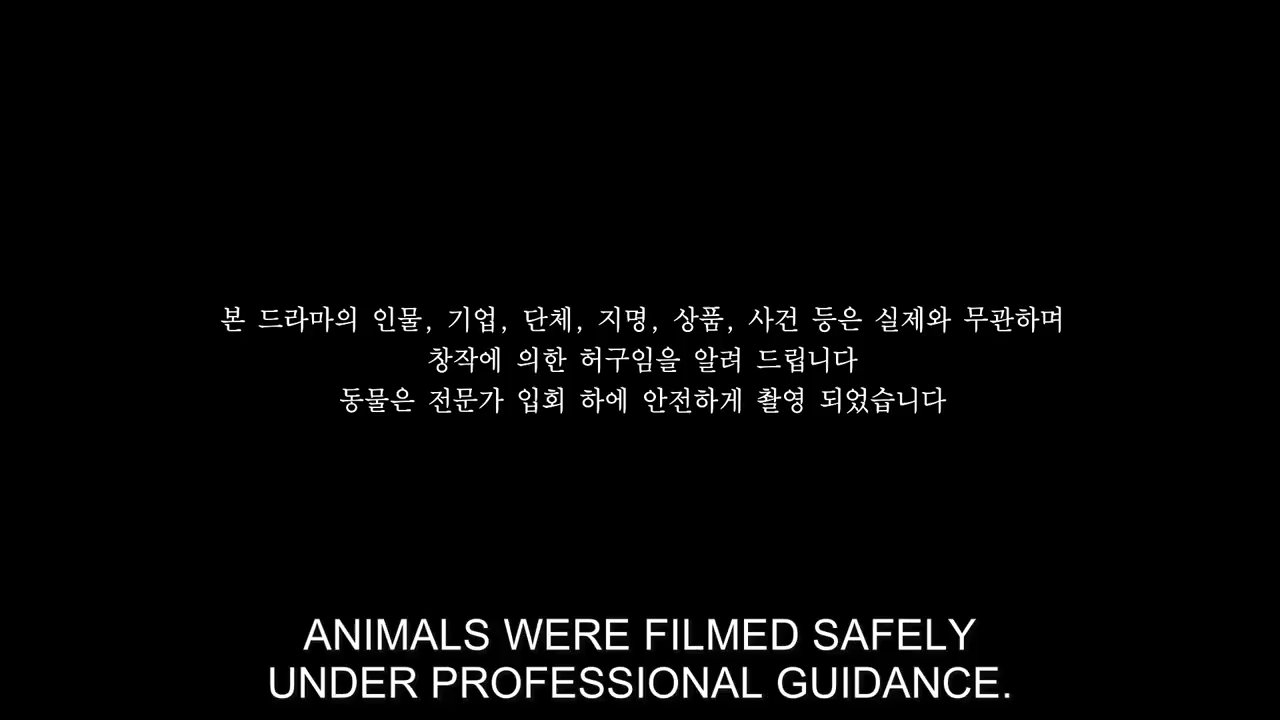 본 드라마의 인물, 기업, 단체, 지명, 상품, 사건 등은 실제와 무관하며
창작에 의한 허구임을 알려 드립니다
동물은 전문가 입회 하에 안전하게 촬영 되었습니다
ANIMALS WERE FILMED SAFELY
UNDER PROFESSIONAL GUIDANCE.